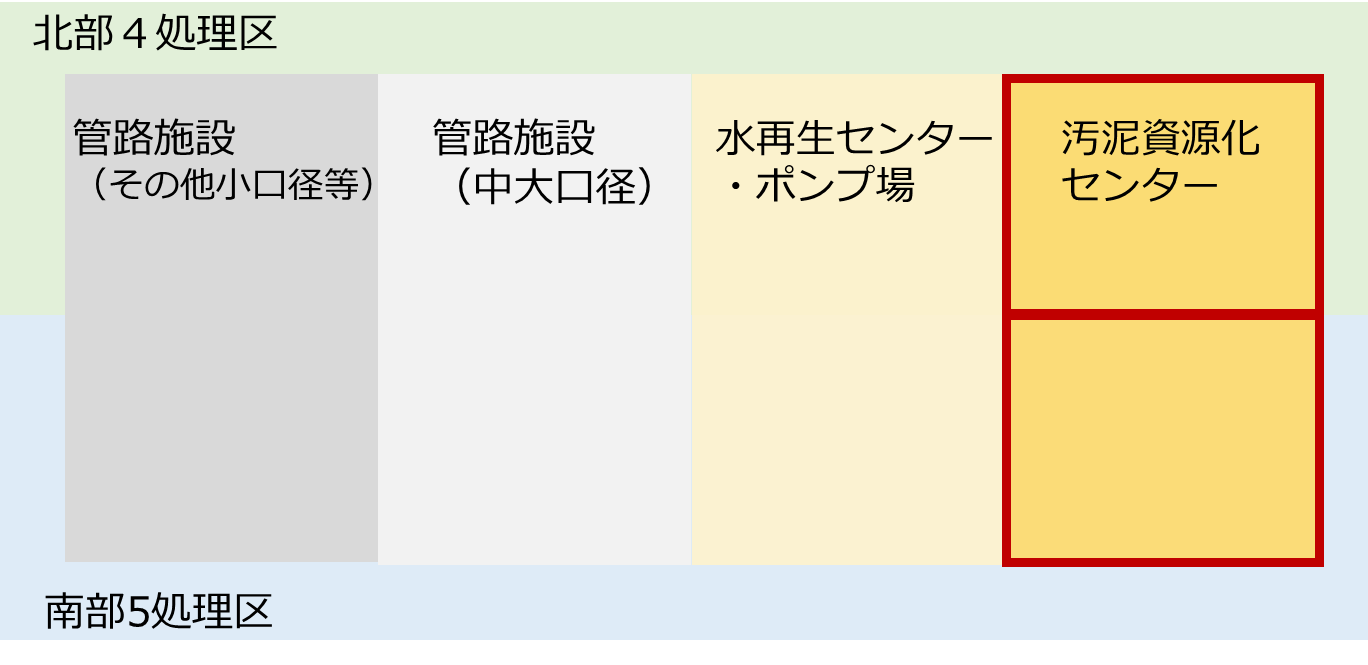 北部４処理区
管路施設
（その他小口径等）
管路施設
（中大口径）
水再生センター
・ポンプ場
汚泥資源化
センター
南部5処理区